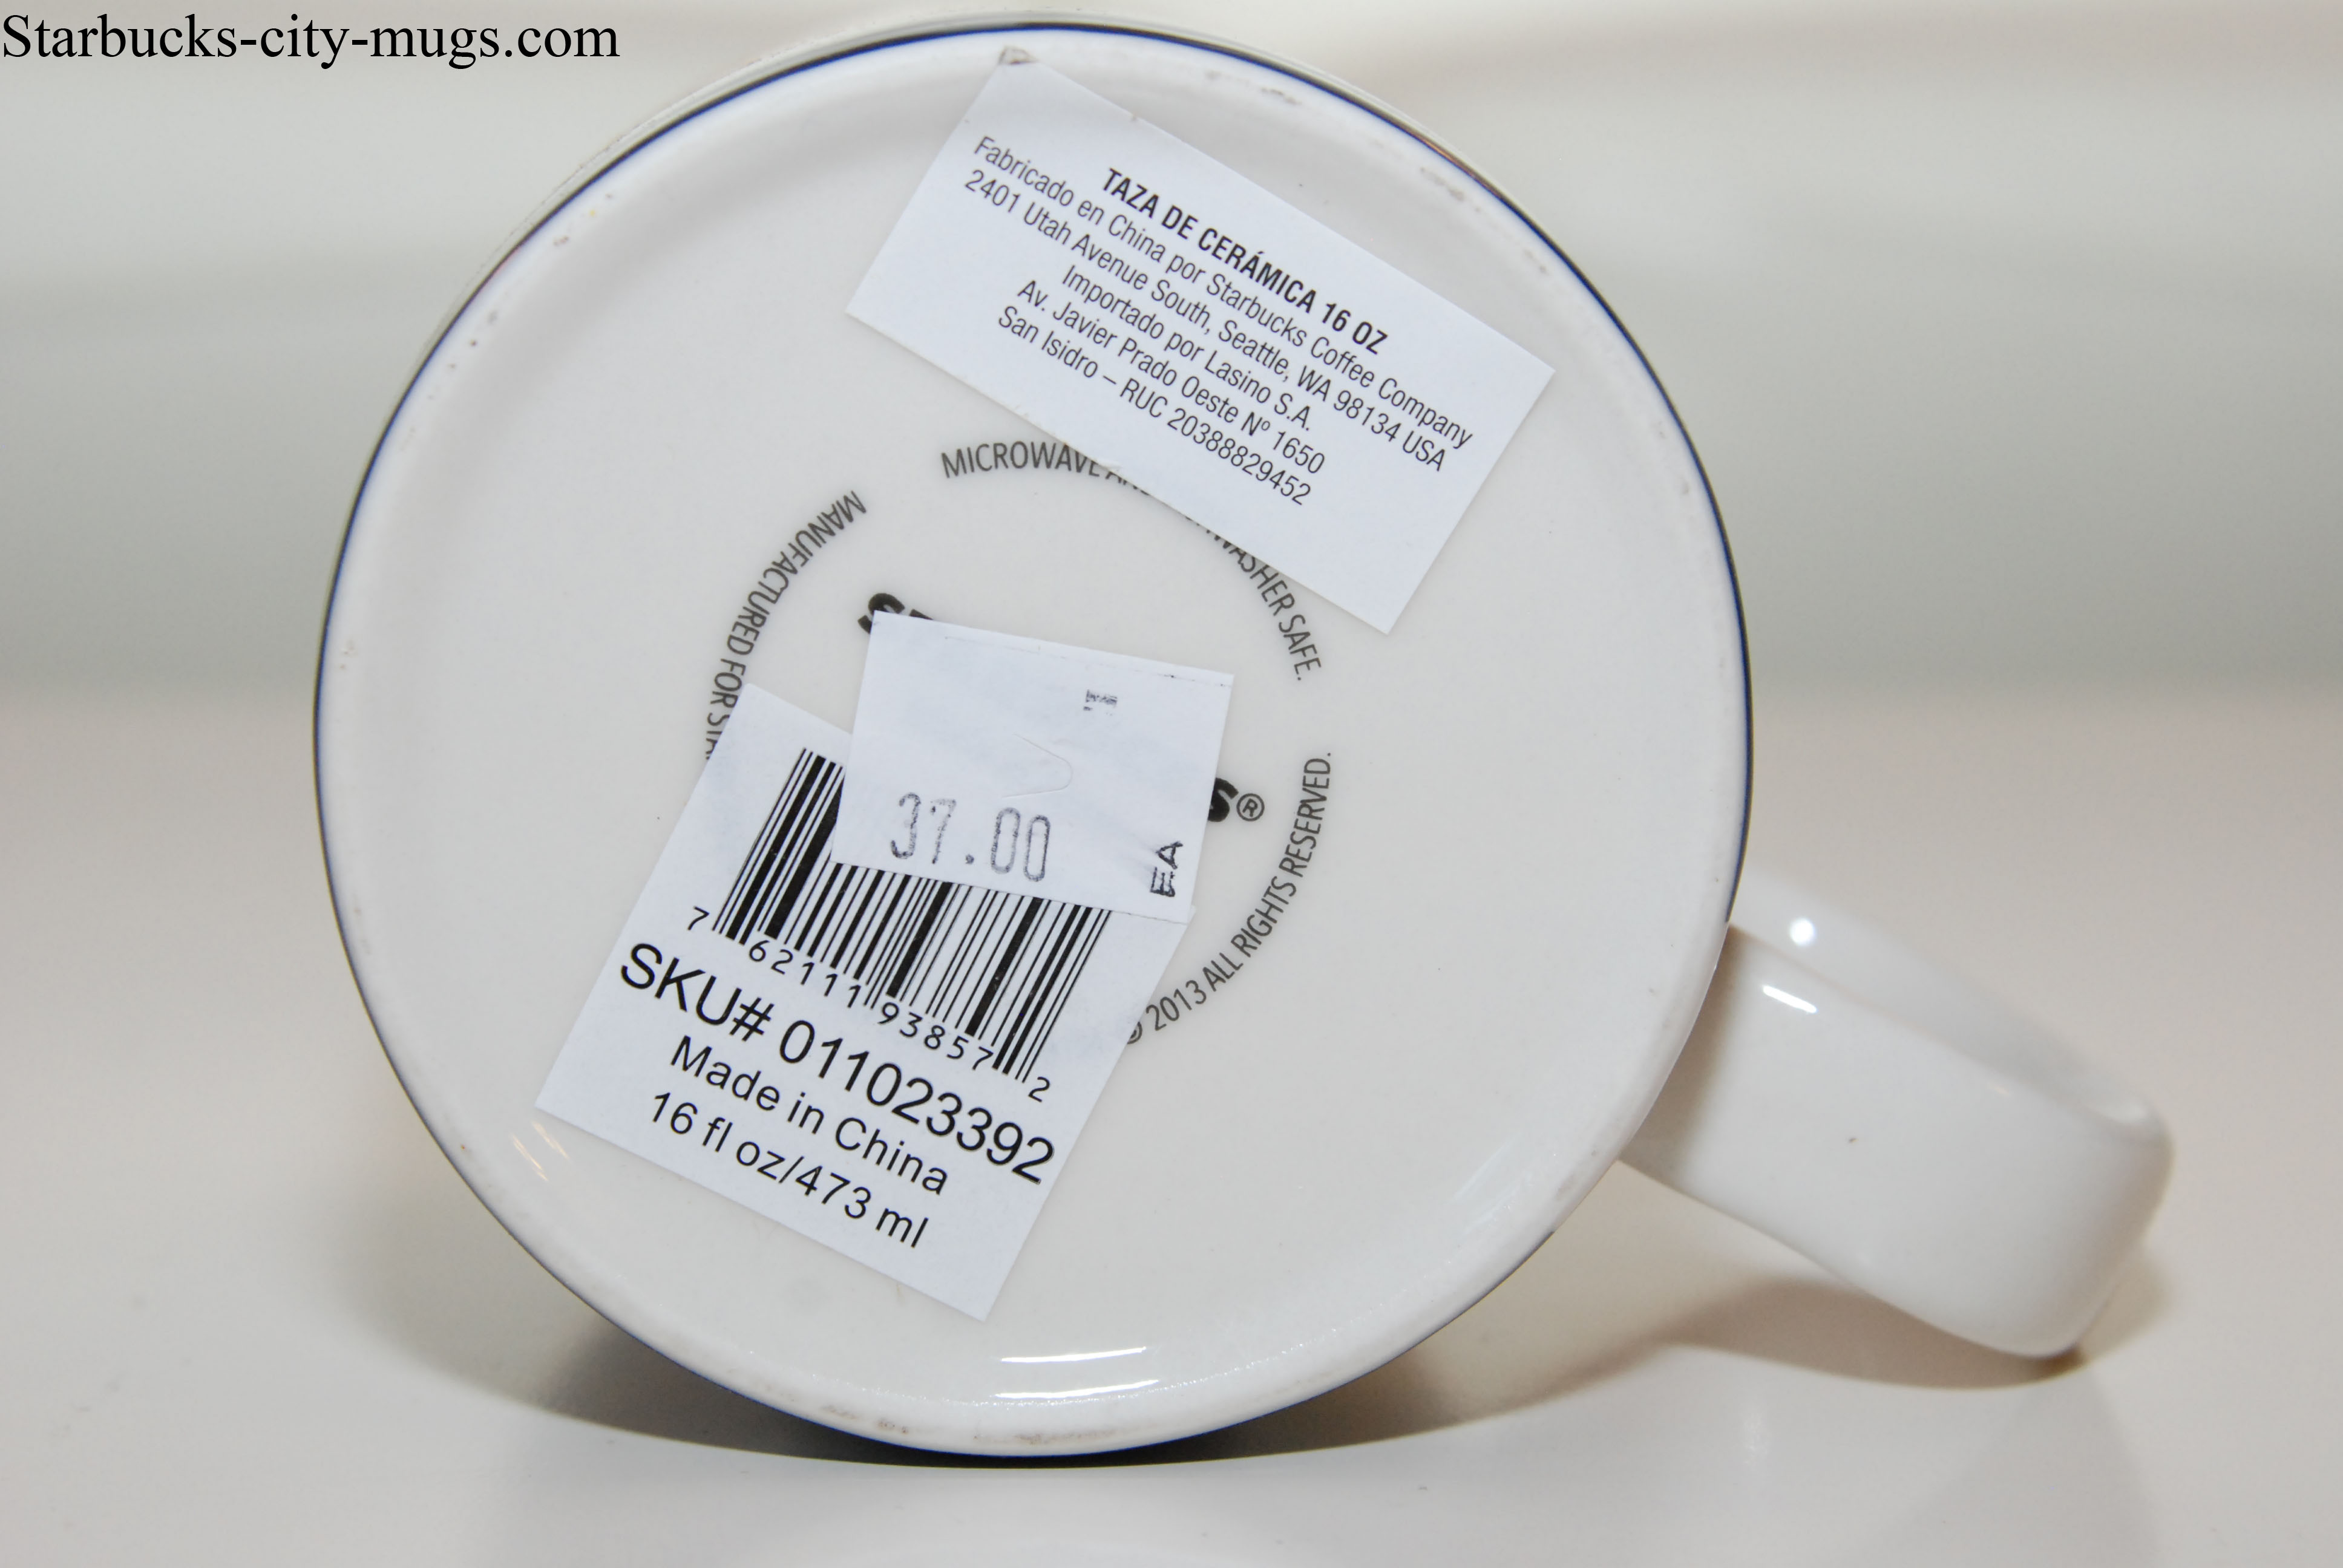 Starbucks-city-mugs.com
TAZA DE CERÁMICA 16 OZ
Fabricado en China por Starbucks Coffee Company
2401 Utah Avenue South, Seattle, WA 98134 USA
Importado por Lasino S.A.
Av. Javier Prado Oeste Nº 1650
San Isidro – RUC 20388829452
MICROWAVE
SAFE.
MANUFACTURED FOR
®
37.00
EA
© 2013 ALL RIGHTS RESERVED.
7 62111 93857 2
SKU# 011023392
Made in China
16 fl oz/473 ml